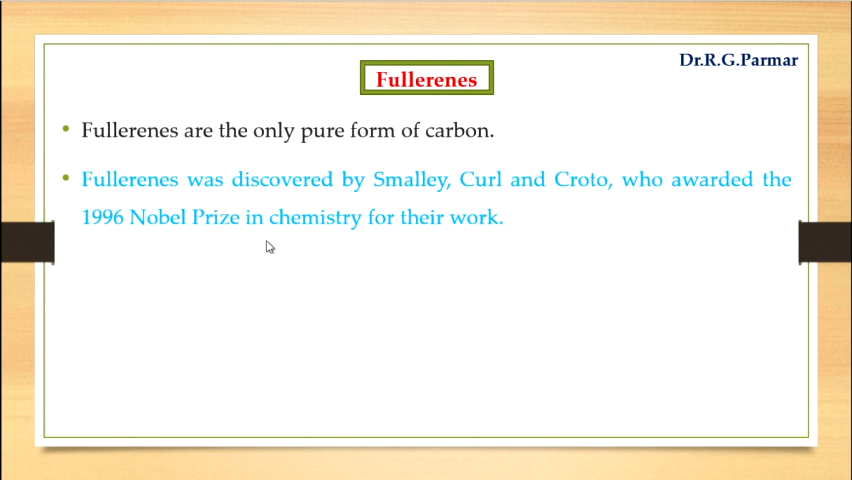 Dr.R.G.Parmar
Fullerenes
• Fullerenes are the only pure form of carbon.
• Fullerenes was discovered by Smalley, Curl and Croto, who awarded the
1996 Nobel Prize in chemistry for their work.